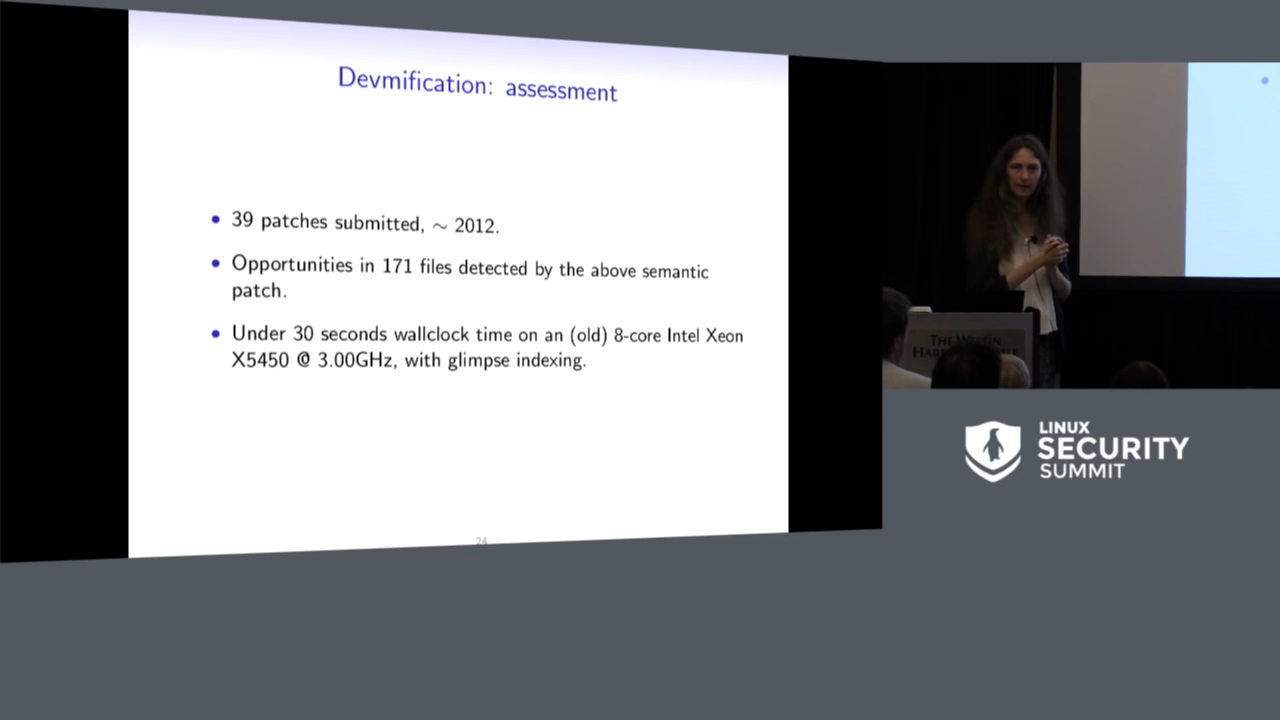 Devmification: assessment
• 39 patches submitted, ~ 2012.
• Opportunities in 171 files detected by the above semantic
patch.
• Under 30 seconds wallclock time on an (old) 8-core Intel Xeon
X5450 @ 3.00GHz, with glimpse indexing.
24
THE WESTIN
LINUX
SECURITY
SUMMIT